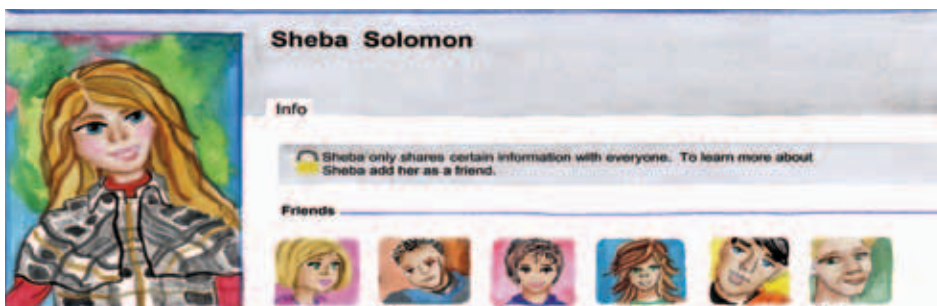 Sheba Solomon
Info
Sheba only shares certain information with everyone. To learn more about
Sheba add her as a friend.
Friends